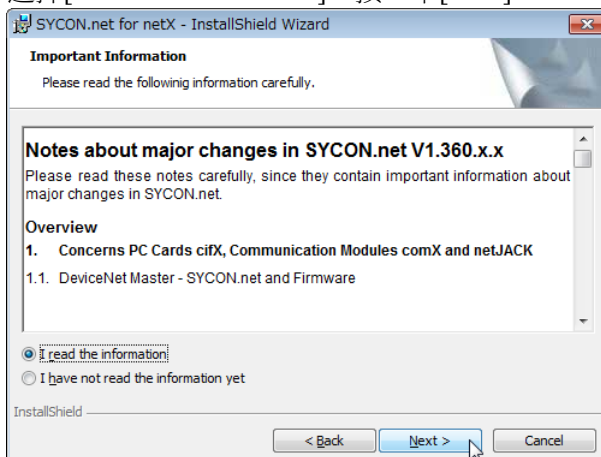 SYCON.net for netX - InstallShield Wizard
Important Information
Please read the followinig information carefully.
Notes about major changes in SYCON.net V1.360.x.x
Please read these notes carefully, since they contain important information about
major changes in SYCON.net.
Overview
1. Concerns PC Cards cifX, Communication Modules comX and netJACK
1.1. DeviceNet Master - SYCON.net and Firmware
I read the information
I have not read the information yet
InstallShield
< Back Next > Cancel